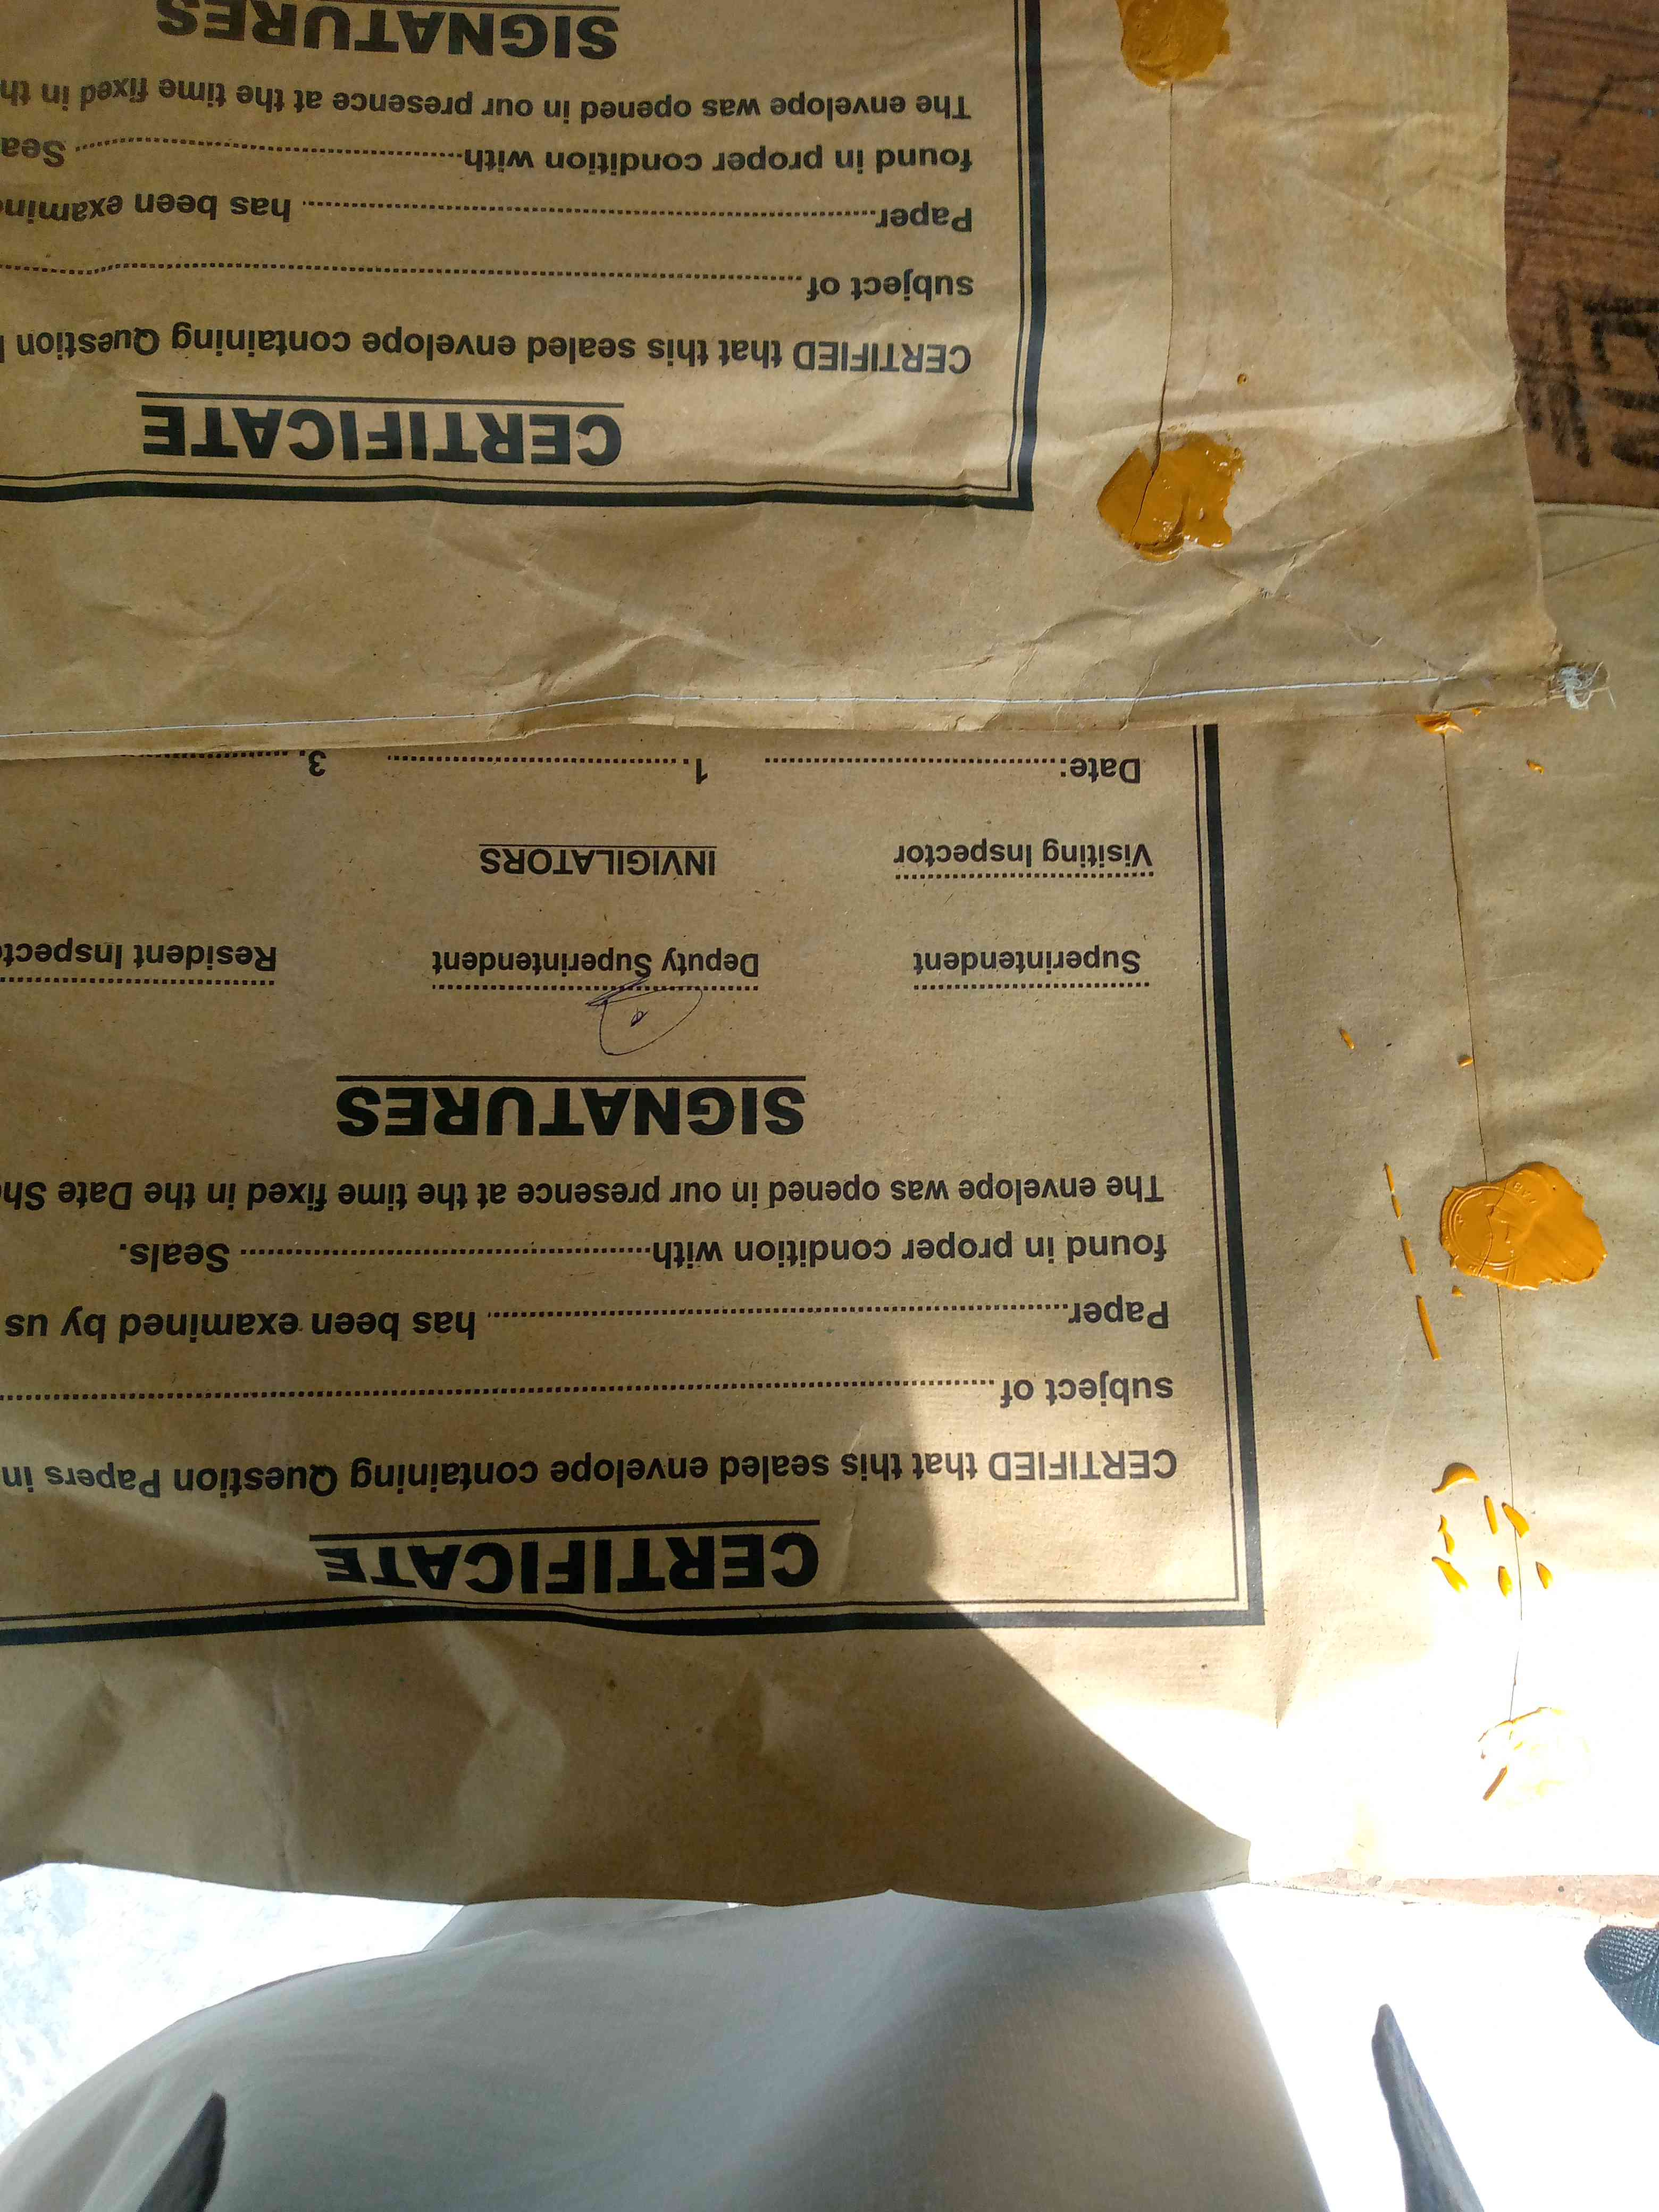 CERTIFICATE
CERTIFIED that this sealed envelope containing Question Papers in
subject of
Paper has been examined by us
found in proper condition with Seals.
The envelope was opened in our presence at the time fixed in the Date
SIGNATURES
Superintendent Deputy Superintendent Resident
Visiting Inspector INVIGILATORS
Date: 1. 3.
CERTIFICATE
CERTIFIED that this sealed envelope containing Question
subject of
Paper has been
found in proper condition with
The envelope was opened in our presence at the time fixed in
SIGNATURES